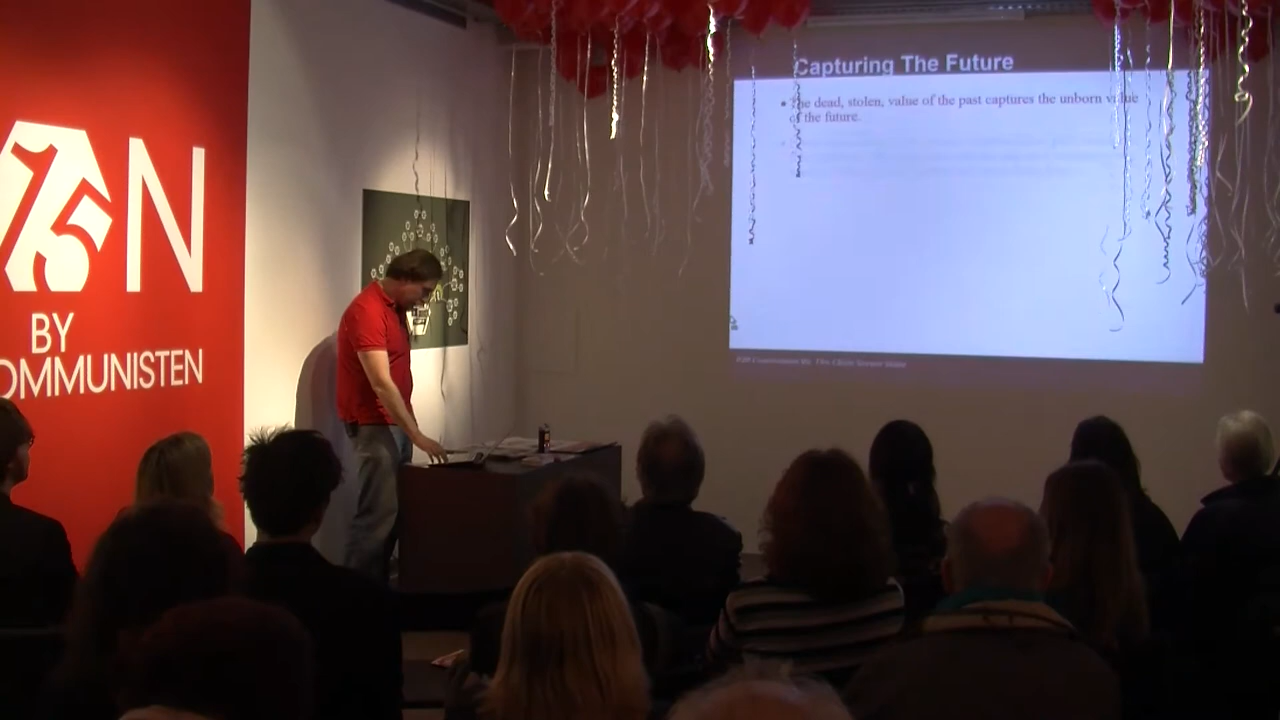 N
BY
OMMUNISTEN
Capturing The Future
• The dead, stolen, value of the past captures the unborn value
of the future.